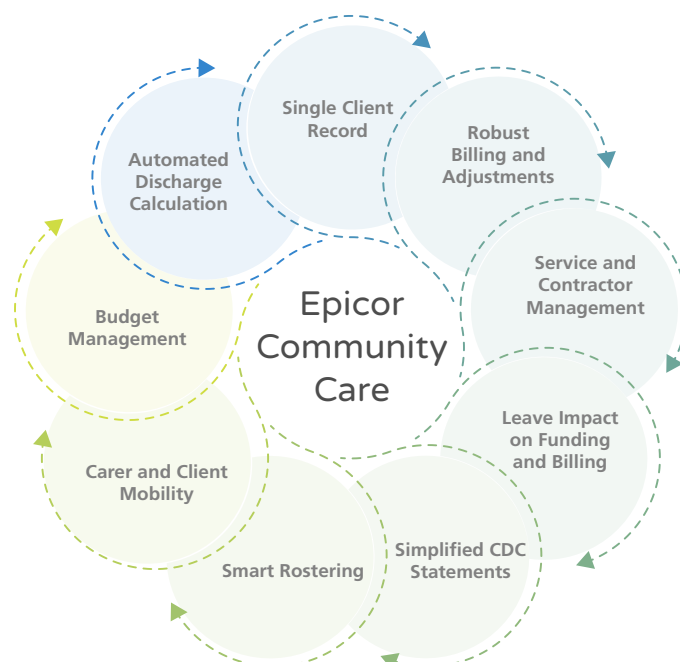 Single Client
Record
Robust
Billing and
Adjustments
Service and
Contractor
Management
Leave Impact
on Funding
and Billing
Simplified CDC
Statements
Smart Rostering
Carer and Client
Mobility
Budget
Management
Automated
Discharge
Calculation
Epicor
Community
Care